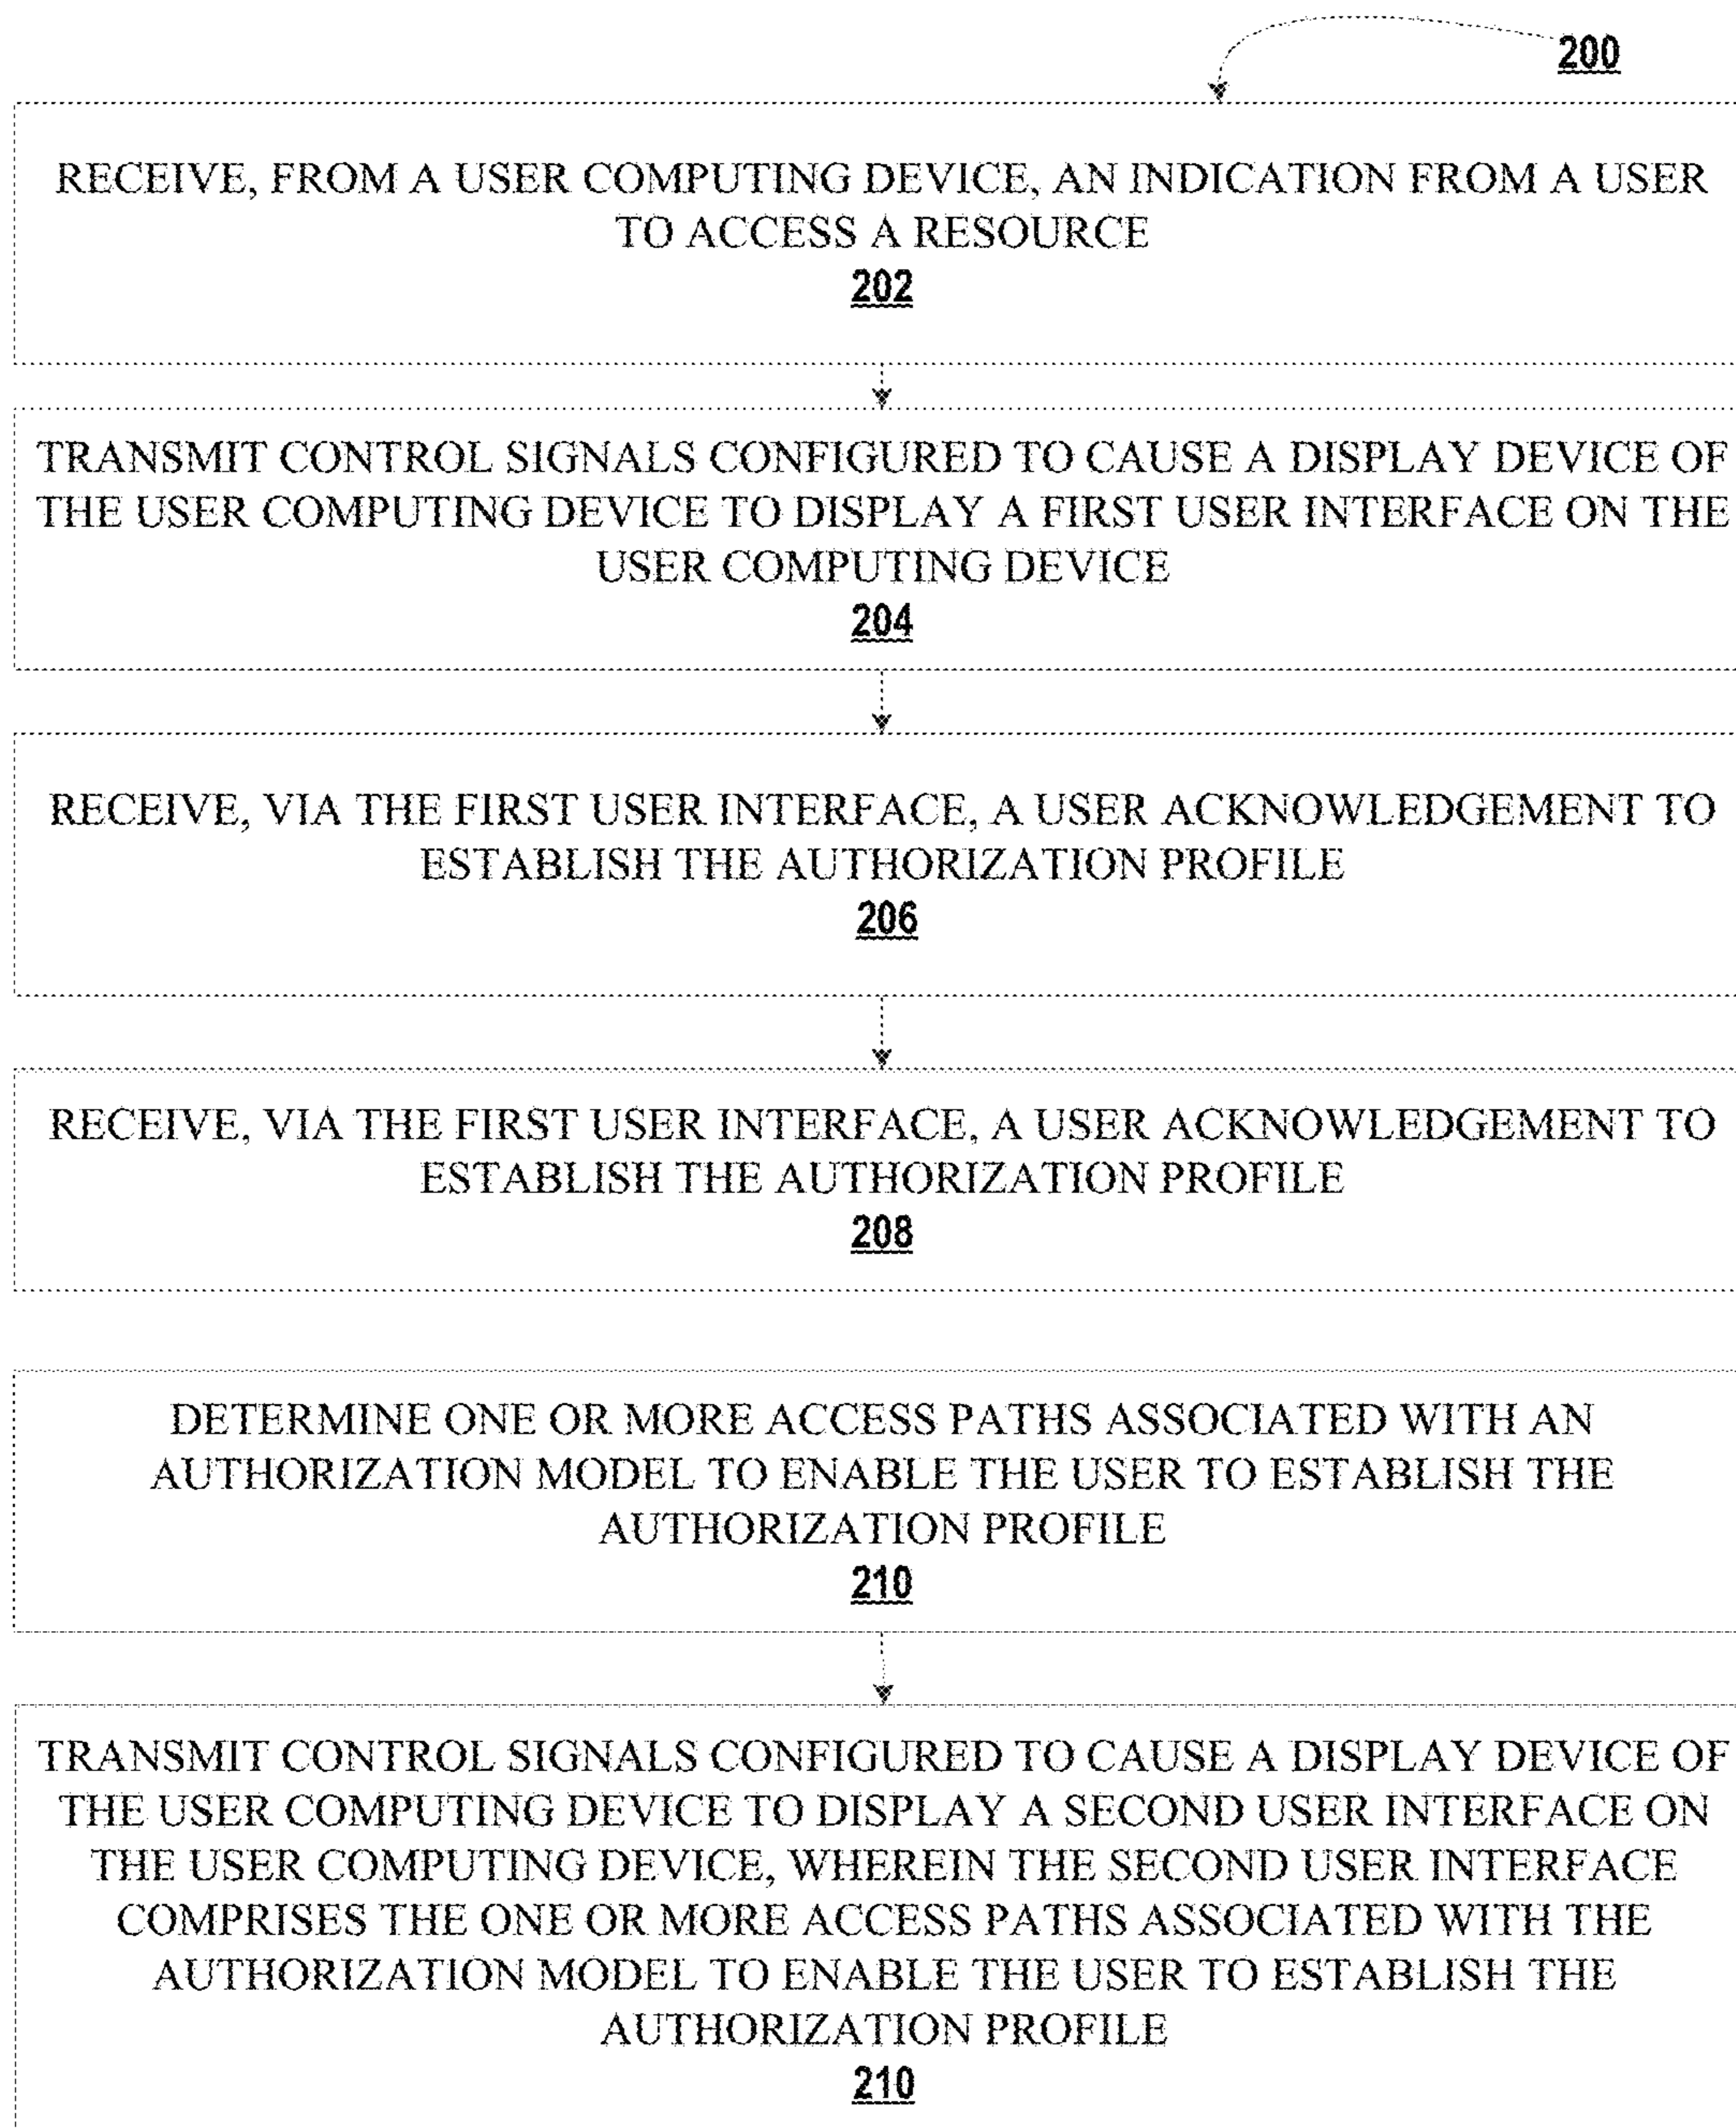 200
RECEIVE, FROM A USER COMPUTING DEVICE, AN INDICATION FROM A USER
TO ACCESS A RESOURCE
202
TRANSMIT CONTROL SIGNALS CONFIGURED TO CAUSE A DISPLAY DEVICE OF
THE USER COMPUTING DEVICE TO DISPLAY A FIRST USER INTERFACE ON THE
USER COMPUTING DEVICE
204
RECEIVE, VIA THE FIRST USER INTERFACE, A USER ACKNOWLEDGEMENT TO
ESTABLISH THE AUTHORIZATION PROFILE
206
RECEIVE, VIA THE FIRST USER INTERFACE, A USER ACKNOWLEDGEMENT TO
ESTABLISH THE AUTHORIZATION PROFILE
208
DETERMINE ONE OR MORE ACCESS PATHS ASSOCIATED WITH AN
AUTHORIZATION MODEL TO ENABLE THE USER TO ESTABLISH THE
AUTHORIZATION PROFILE
210
TRANSMIT CONTROL SIGNALS CONFIGURED TO CAUSE A DISPLAY DEVICE OF
THE USER COMPUTING DEVICE TO DISPLAY A SECOND USER INTERFACE ON
THE USER COMPUTING DEVICE, WHEREIN THE SECOND USER INTERFACE
COMPRISES THE ONE OR MORE ACCESS PATHS ASSOCIATED WITH THE
AUTHORIZATION MODEL TO ENABLE THE USER TO ESTABLISH THE
AUTHORIZATION PROFILE
210